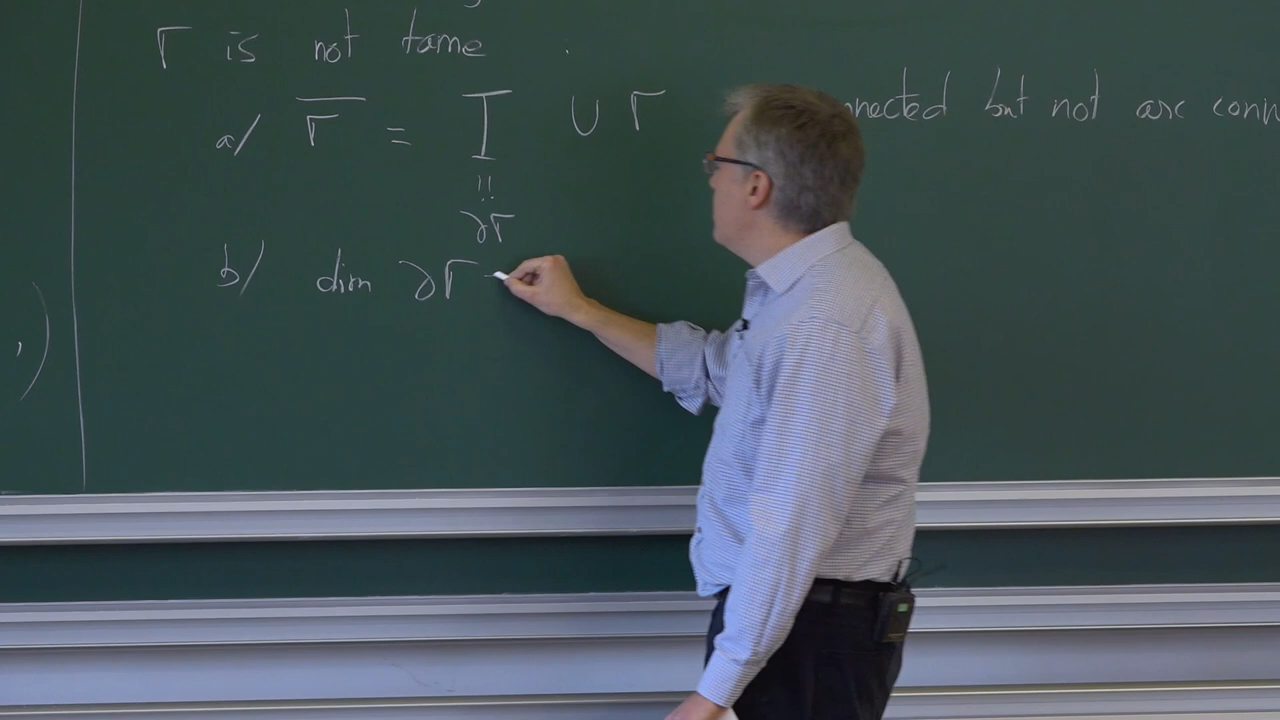 Γ is not tame .
a/ Γ̅ = I ∪ Γ nnected but not arc conn
||
∂Γ
b/ dim ∂Γ
, )